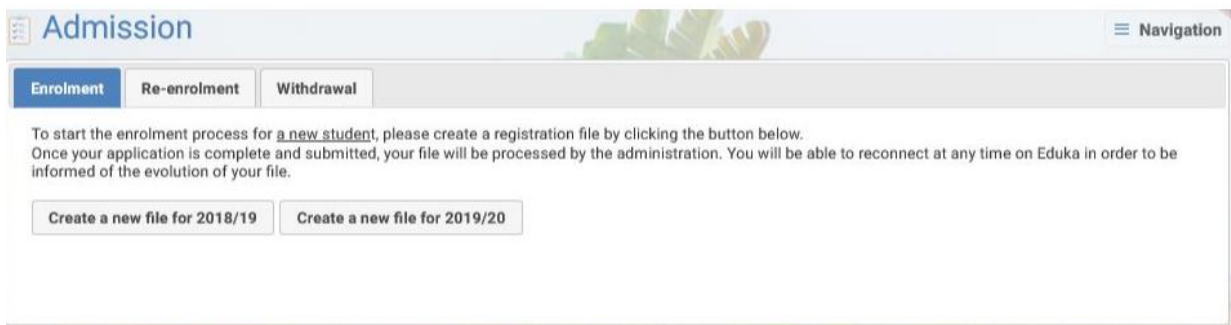 Admission
Navigation
Enrolment Re-enrolment Withdrawal
To start the enrolment process for a new student, please create a registration file by clicking the button below.
Once your application is complete and submitted, your file will be processed by the administration. You will be able to reconnect at any time on Eduka in order to be
informed of the evolution of your file.
Create a new file for 2018/19 Create a new file for 2019/20